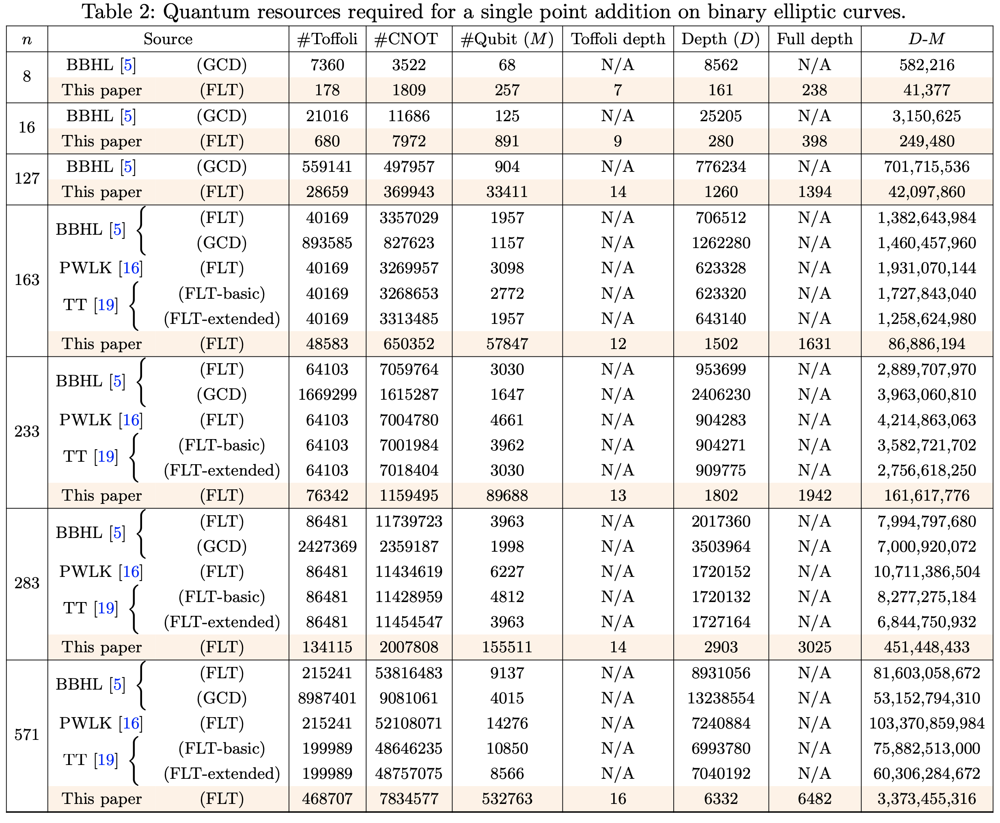 Table 2: Quantum resources required for a single point addition on binary elliptic curves.
n Source #Toffoli #CNOT #Qubit (M) Toffoli depth Depth (D) Full depth D-M
8
BBHL [5] (GCD) 7360 3522 68 N/A 8562 N/A 582,216
This paper (FLT) 178 1809 257 7 161 238 41,377
16
BBHL [5] (GCD) 21016 11686 125 N/A 25205 N/A 3,150,625
This paper (FLT) 680 7972 891 9 280 398 249,480
127
BBHL [5] (GCD) 559141 497957 904 N/A 776234 N/A 701,715,536
This paper (FLT) 28659 369943 33411 14 1260 1394 42,097,860
163
BBHL [5]
(FLT) 40169 3357029 1957 N/A 706512 N/A 1,382,643,984
(GCD) 893585 827623 1157 N/A 1262280 N/A 1,460,457,960
PWLK [16] (FLT) 40169 3269957 3098 N/A 623328 N/A 1,931,070,144
TT [19]
(FLT-basic) 40169 3268653 2772 N/A 623320 N/A 1,727,843,040
(FLT-extended) 40169 3313485 1957 N/A 643140 N/A 1,258,624,980
This paper (FLT) 48583 650352 57847 12 1502 1631 86,886,194
233
BBHL [5]
(FLT) 64103 7059764 3030 N/A 953699 N/A 2,889,707,970
(GCD) 1669299 1615287 1647 N/A 2406230 N/A 3,963,060,810
PWLK [16] (FLT) 64103 7004780 4661 N/A 904283 N/A 4,214,863,063
TT [19]
(FLT-basic) 64103 7001984 3962 N/A 904271 N/A 3,582,721,702
(FLT-extended) 64103 7018404 3030 N/A 909775 N/A 2,756,618,250
This paper (FLT) 76342 1159495 89688 13 1802 1942 161,617,776
283
BBHL [5]
(FLT) 86481 11739723 3963 N/A 2017360 N/A 7,994,797,680
(GCD) 2427369 2359187 1998 N/A 3503964 N/A 7,000,920,072
PWLK [16] (FLT) 86481 11434619 6227 N/A 1720152 N/A 10,711,386,504
TT [19]
(FLT-basic) 86481 11428959 4812 N/A 1720132 N/A 8,277,275,184
(FLT-extended) 86481 11454547 3963 N/A 1727164 N/A 6,844,750,932
This paper (FLT) 134115 2007808 155511 14 2903 3025 451,448,433
571
BBHL [5]
(FLT) 215241 53816483 9137 N/A 8931056 N/A 81,603,058,672
(GCD) 8987401 9081061 4015 N/A 13238554 N/A 53,152,794,310
PWLK [16] (FLT) 215241 52108071 14276 N/A 7240884 N/A 103,370,859,984
TT [19]
(FLT-basic) 199989 48646235 10850 N/A 6993780 N/A 75,882,513,000
(FLT-extended) 199989 48757075 8566 N/A 7040192 N/A 60,306,284,672
This paper (FLT) 468707 7834577 532763 16 6332 6482 3,373,455,316